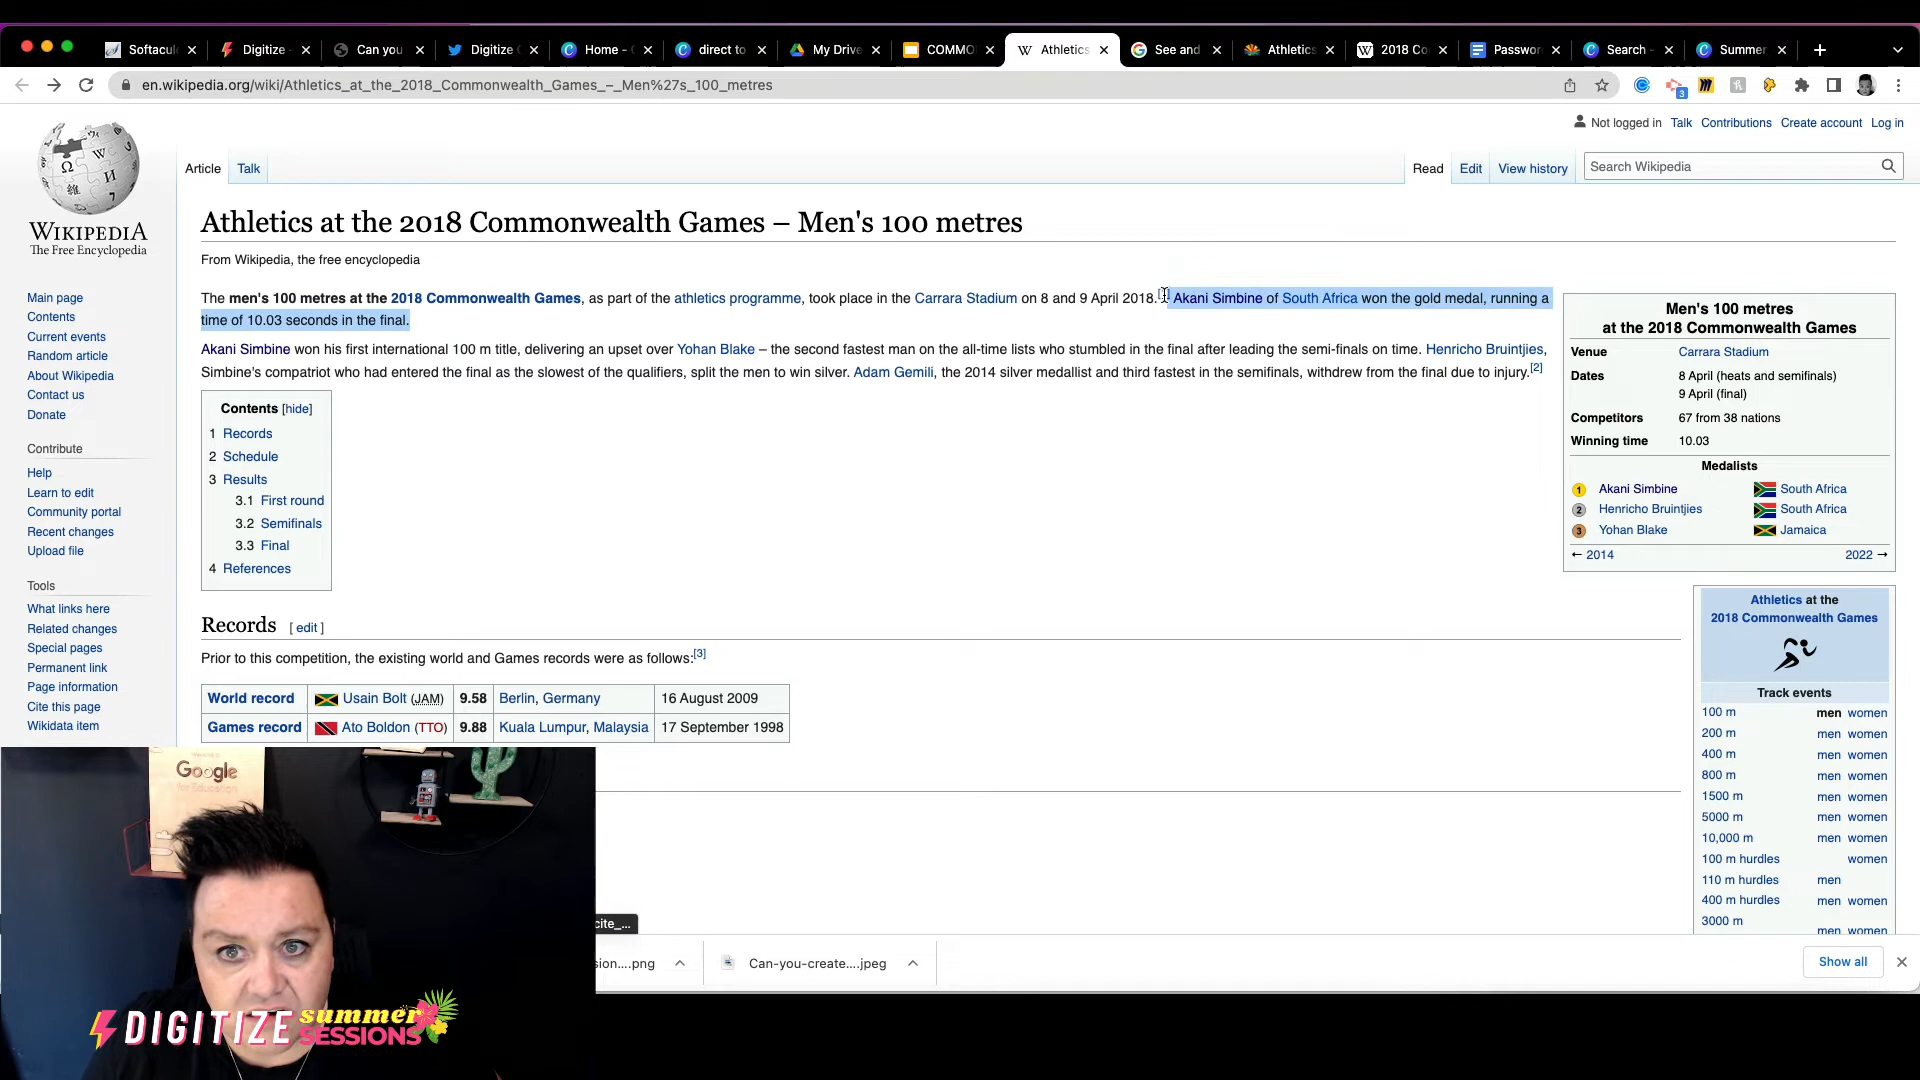 Softacul
Digitize -
Can you
Digitize
Home -
direct to
My Drive
COMMO
Athletics
See and
Athletics
2018 Co
Passwor
Search -
Summer
en.wikipedia.org/wiki/Athletics_at_the_2018_Commonwealth_Games_–_Men%27s_100_metres
3
Not logged in Talk Contributions Create account Log in
Article Talk
Read Edit View history
Search Wikipedia
WIKIPEDIA
The Free Encyclopedia
Main page
Contents
Current events
Random article
About Wikipedia
Contact us
Donate
Contribute
Help
Learn to edit
Community portal
Recent changes
Upload file
Tools
What links here
Related changes
Special pages
Permanent link
Page information
Cite this page
Wikidata item
Athletics at the 2018 Commonwealth Games – Men's 100 metres
From Wikipedia, the free encyclopedia
The men's 100 metres at the 2018 Commonwealth Games, as part of the athletics programme, took place in the Carrara Stadium on 8 and 9 April 2018. Akani Simbine of South Africa won the gold medal, running a
time of 10.03 seconds in the final.
Akani Simbine won his first international 100 m title, delivering an upset over Yohan Blake – the second fastest man on the all-time lists who stumbled in the final after leading the semi-finals on time. Henricho Bruintjies,
Simbine's compatriot who had entered the final as the slowest of the qualifiers, split the men to win silver. Adam Gemili, the 2014 silver medallist and third fastest in the semifinals, withdrew from the final due to injury.[2]
Contents [hide]
1 Records
2 Schedule
3 Results
3.1 First round
3.2 Semifinals
3.3 Final
4 References
Records [ edit ]
Prior to this competition, the existing world and Games records were as follows:[3]
World record Usain Bolt (JAM) 9.58 Berlin, Germany 16 August 2009
Games record Ato Boldon (TTO) 9.88 Kuala Lumpur, Malaysia 17 September 1998
Men's 100 metres
at the 2018 Commonwealth Games
Venue Carrara Stadium
Dates 8 April (heats and semifinals)
9 April (final)
Competitors 67 from 38 nations
Winning time 10.03
Medalists
1 Akani Simbine South Africa
2 Henricho Bruintjies South Africa
3 Yohan Blake Jamaica
← 2014 2022 →
Athletics at the
2018 Commonwealth Games
Track events
100 m men women
200 m men women
400 m men women
800 m men women
1500 m men women
5000 m men women
10,000 m men women
100 m hurdles women
110 m hurdles men
400 m hurdles men women
3000 m
men women
cite_...
sion....png
Can-you-create....jpeg
Show all
Google
for Education
DIGITIZE summer
SESSIONS